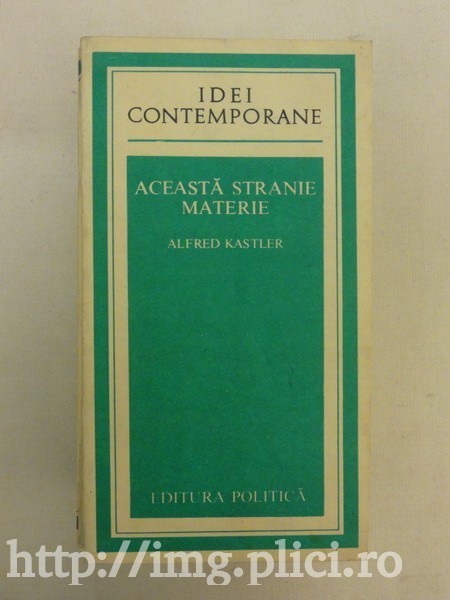 IDEI
CONTEMPORANE
ACEASTĂ STRANIE
MATERIE
ALFRED KASTLER
EDITURA POLITICĂ
http://img.plici.ro